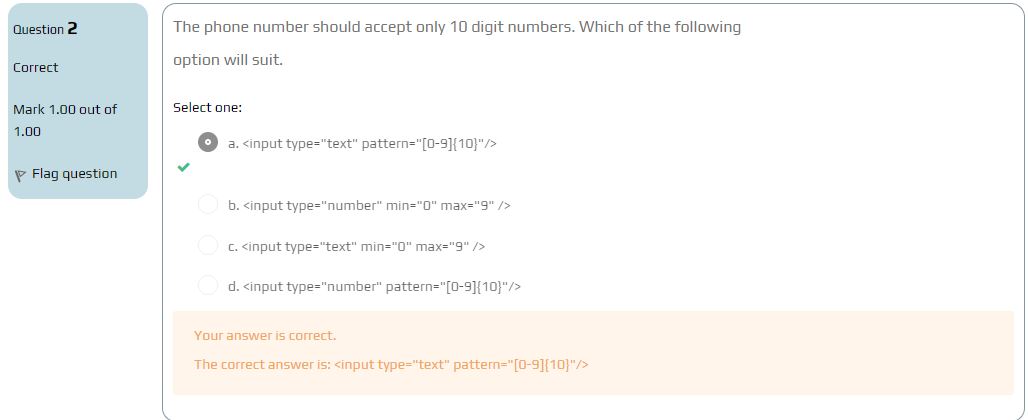 Question 2
Correct
Mark 1.00 out of
1.00
Flag question
The phone number should accept only 10 digit numbers. Which of the following
option will suit.
Select one:
a. <input type="text" pattern="[0-9]{10}"/>
b. <input type="number" min="0" max="9" />
c. <input type="text" min="0" max="9" />
d. <input type="number" pattern="[0-9]{10}"/>
Your answer is correct.
The correct answer is: <input type="text" pattern="[0-9]{10}"/>